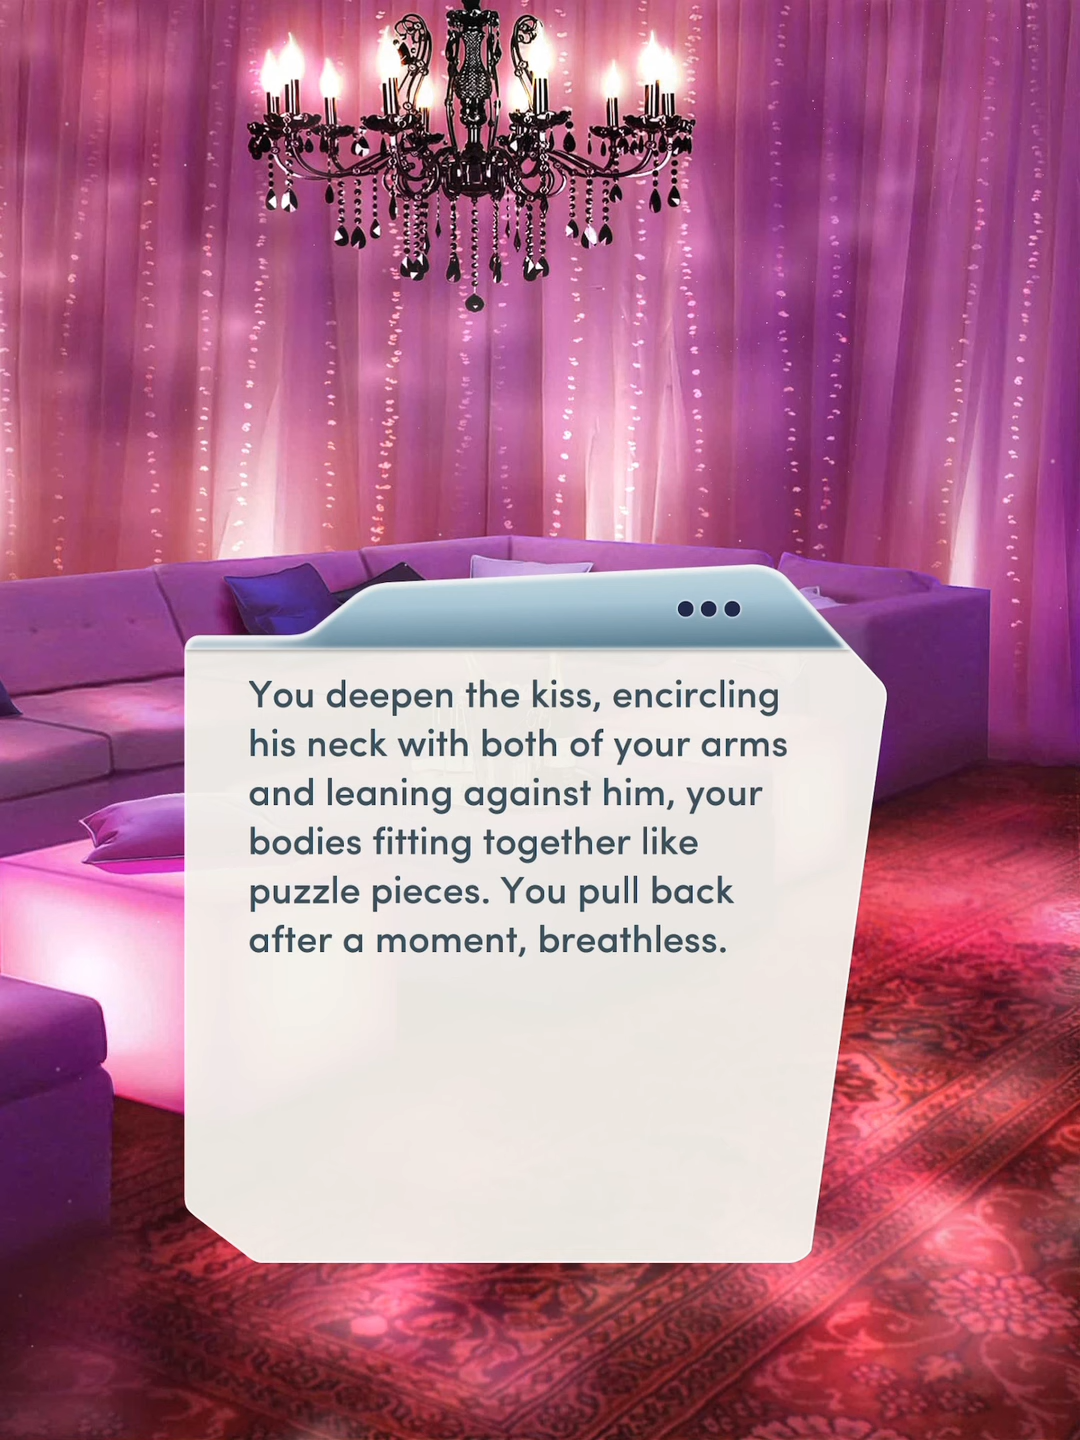 You deepen the kiss, encircling
his neck with both of your arms
and leaning against him, your
bodies fitting together like
puzzle pieces. You pull back
after a moment, breathless.